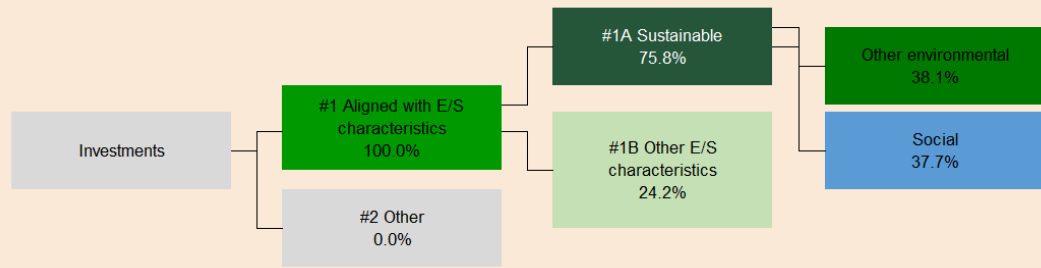 Investments
#1 Aligned with E/S
characteristics
100.0%
#2 Other
0.0%
#1A Sustainable
75.8%
#1B Other E/S
characteristics
24.2%
Other environmental
38.1%
Social
37.7%